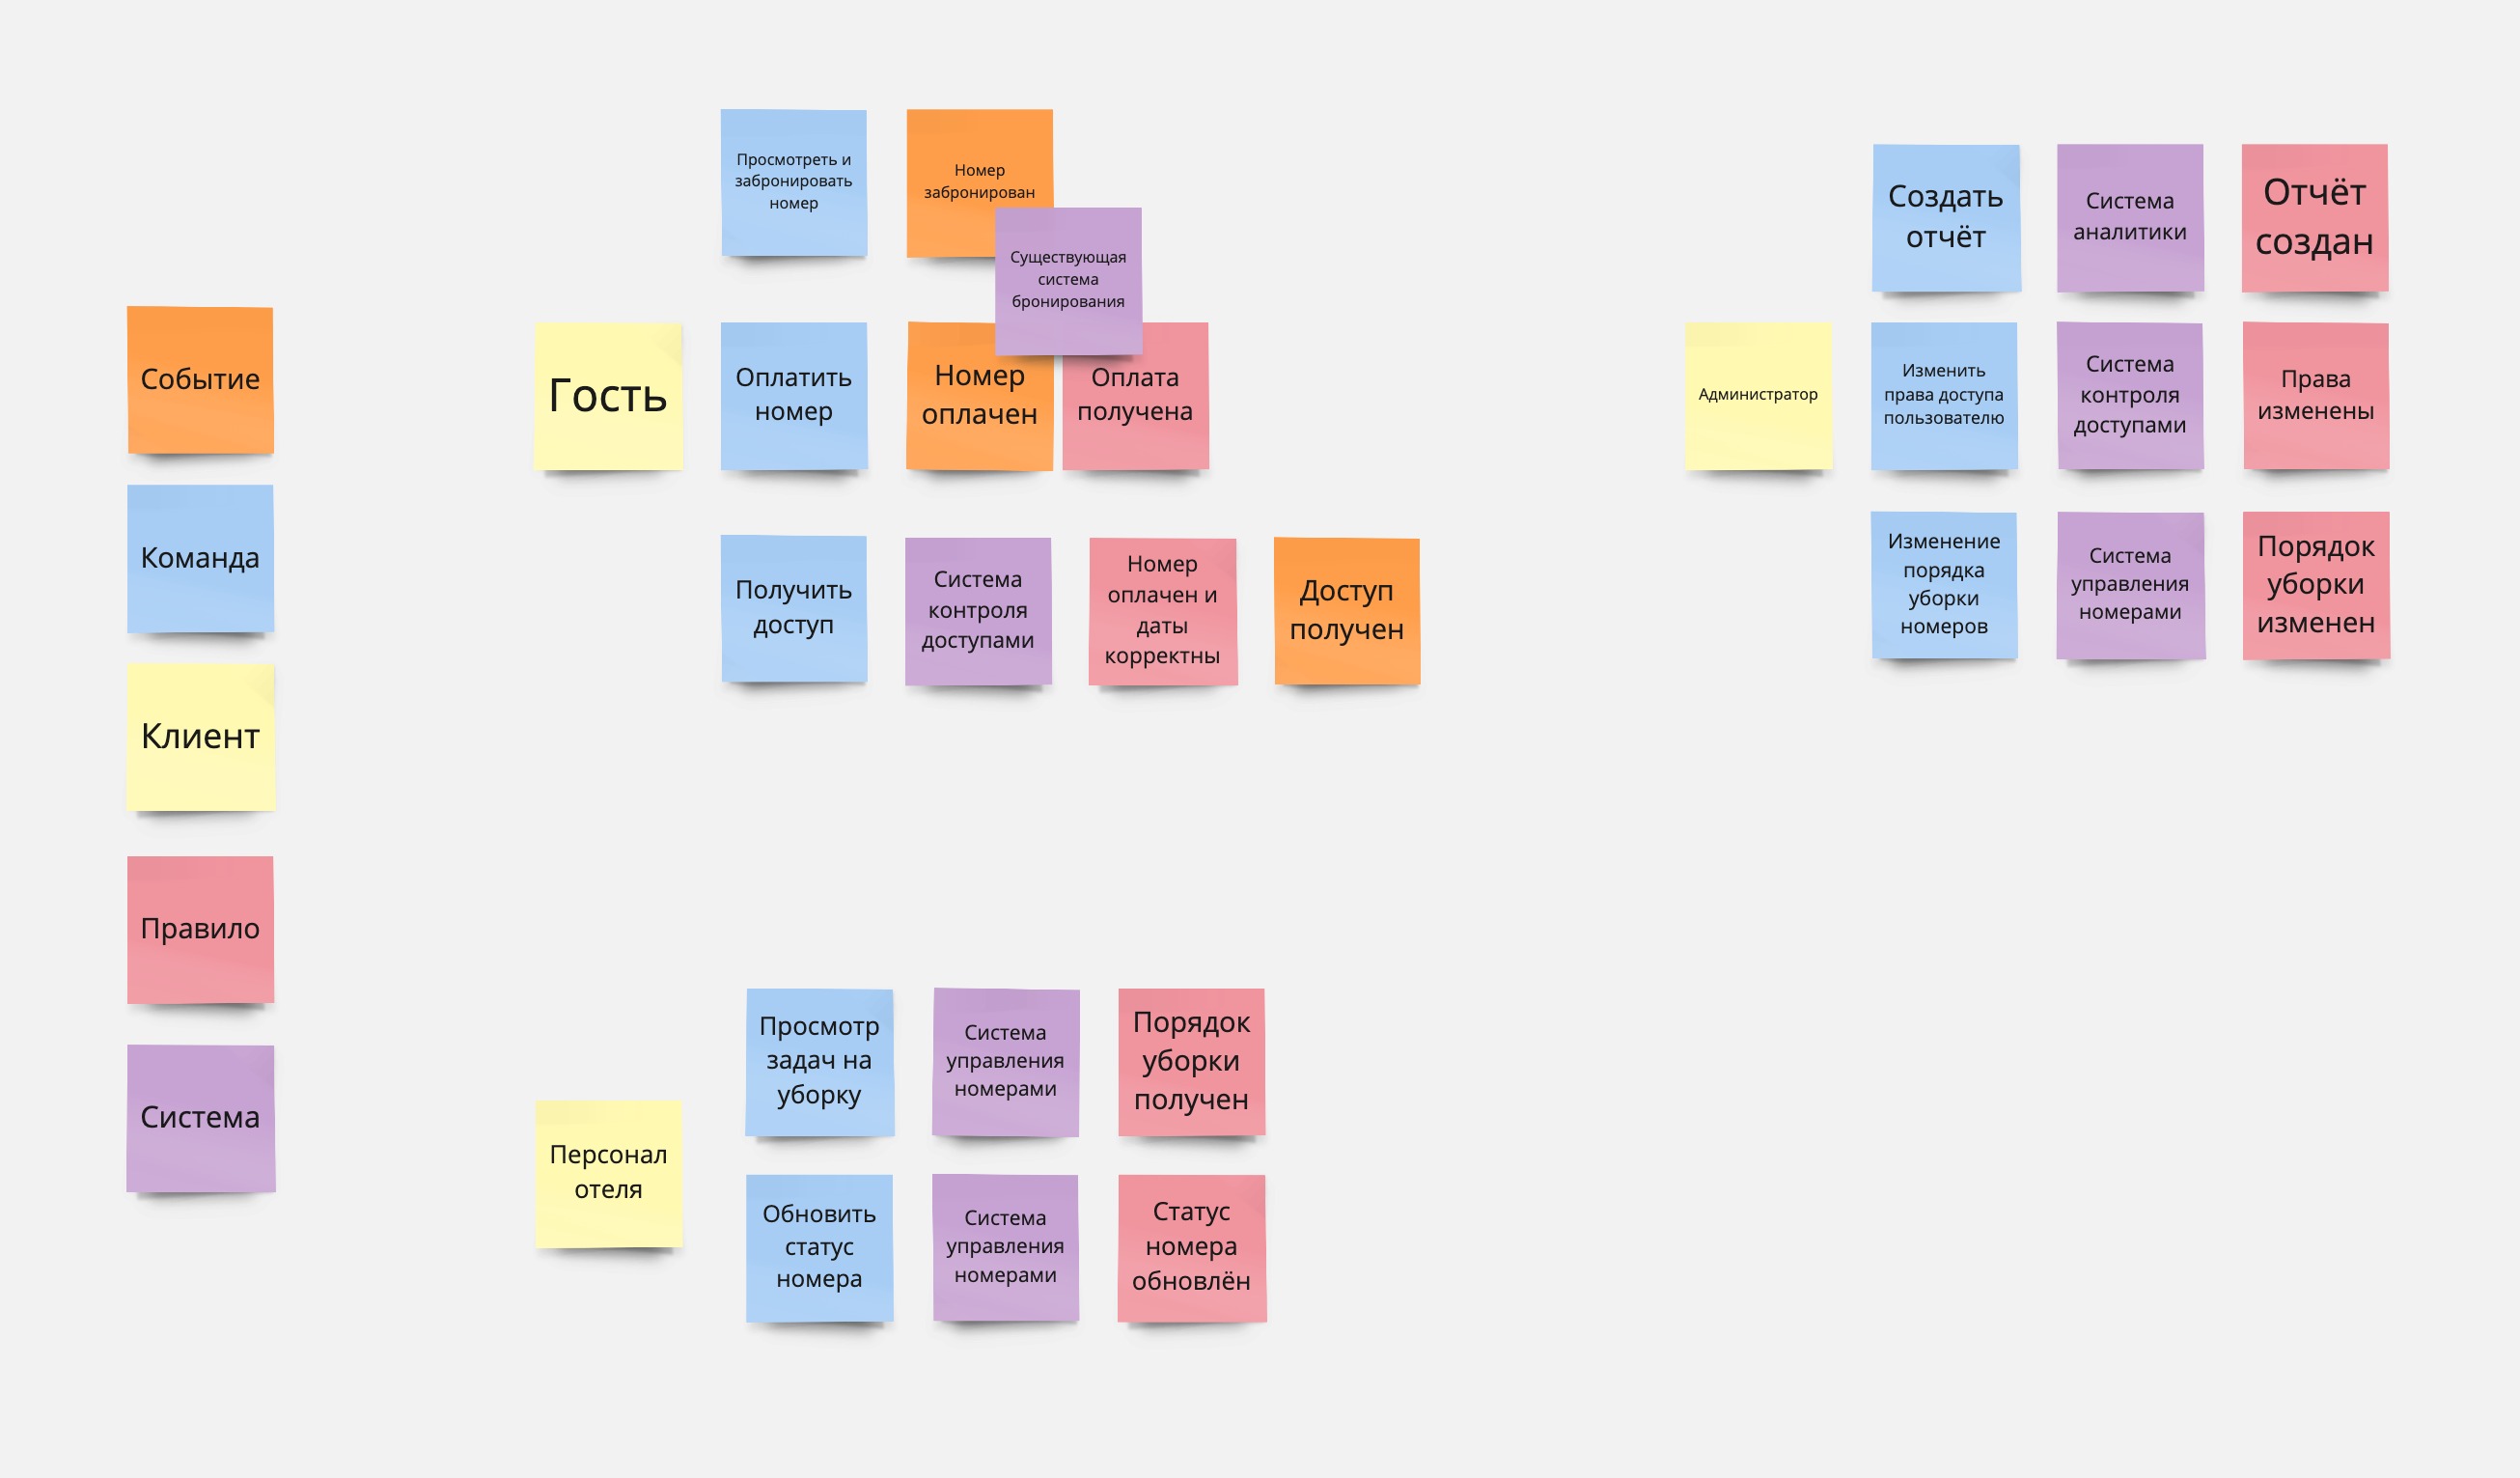 Событие
Команда
Клиент
Правило
Система
Просмотреть и
забронировать
номер
Номер
забронирован
Существующая
система
бронирования
Гость
Оплатить
номер
Номер
оплачен
Оплата
получена
Получить
доступ
Система
контроля
доступами
Номер
оплачен и
даты
корректны
Доступ
получен
Персонал
отеля
Просмотр
задач на
уборку
Система
управления
номерами
Порядок
уборки
получен
Обновить
статус
номера
Система
управления
номерами
Статус
номера
обновлён
Администратор
Создать
отчёт
Система
аналитики
Отчёт
создан
Изменить
права доступа
пользователю
Система
контроля
доступами
Права
изменены
Изменение
порядка
уборки
номеров
Система
управления
номерами
Порядок
уборки
изменен